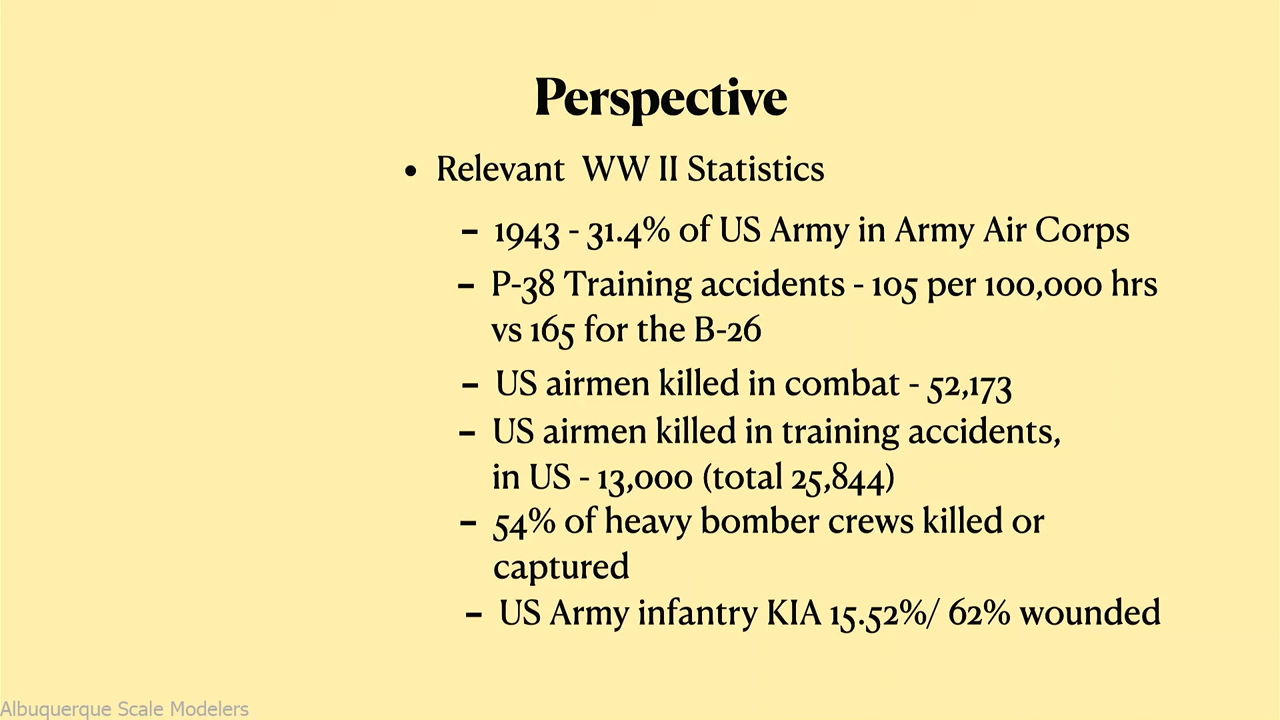 Perspective
• Relevant WW II Statistics
– 1943 - 31.4% of US Army in Army Air Corps
– P-38 Training accidents - 105 per 100,000 hrs
vs 165 for the B-26
– US airmen killed in combat - 52,173
– US airmen killed in training accidents,
in US - 13,000 (total 25,844)
– 54% of heavy bomber crews killed or
captured
– US Army infantry KIA 15.52%/ 62% wounded
Albuquerque Scale Modelers